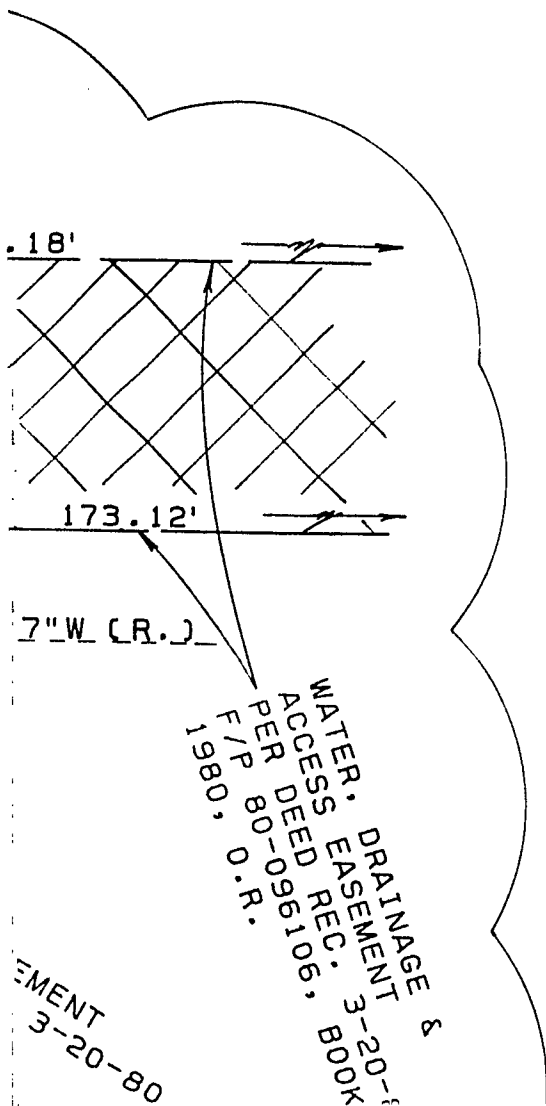 .18'
173.12'
7"W (R.)
WATER, DRAINAGE &
ACCESS EASEMENT
PER DEED REC. 3-20-
F/P 80-096106, BOOK
1980, O.R.
EMENT
3-20-80